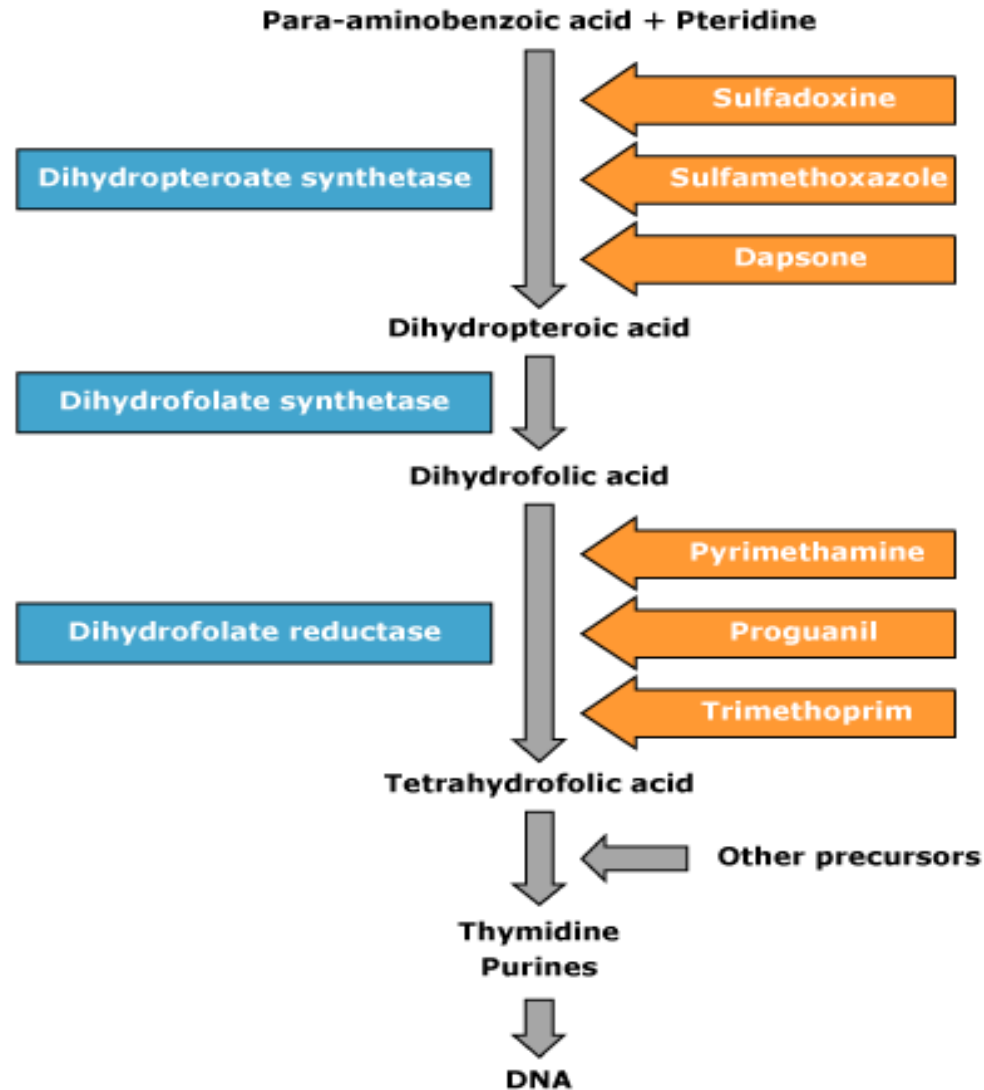 Para-aminobenzoic acid + Pteridine
Sulfadoxine
Dihydropteroate synthetase
Sulfamethoxazole
Dapsone
Dihydropteroic acid
Dihydrofolate synthetase
Dihydrofolic acid
Pyrimethamine
Dihydrofolate reductase
Proguanil
Trimethoprim
Tetrahydrofolic acid
Other precursors
Thymidine
Purines
DNA